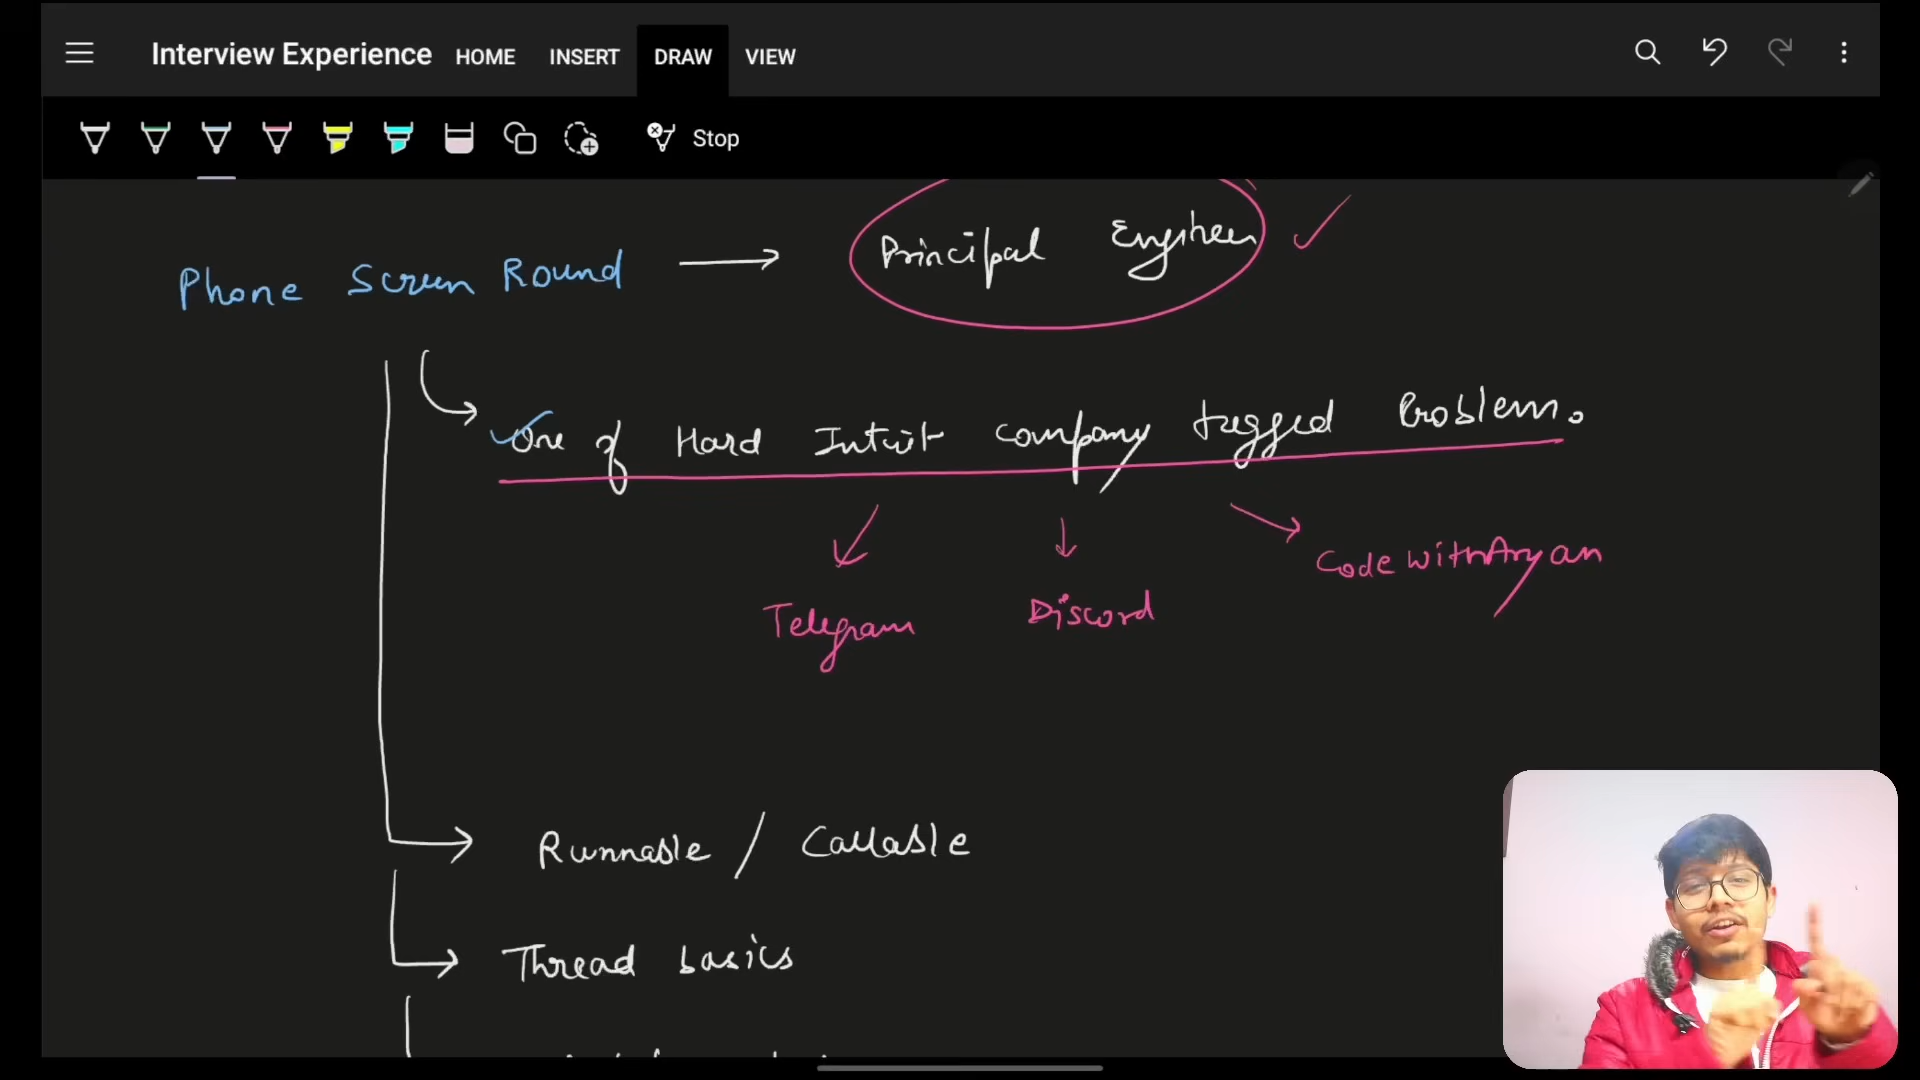 Interview Experience HOME INSERT DRAW VIEW
Stop
Phone Screen Round → Principal Engineer
One of Hard Intuit company tagged Problem.
Telegram Discord CodeWithAryan
Runnable / Callable
Thread basics